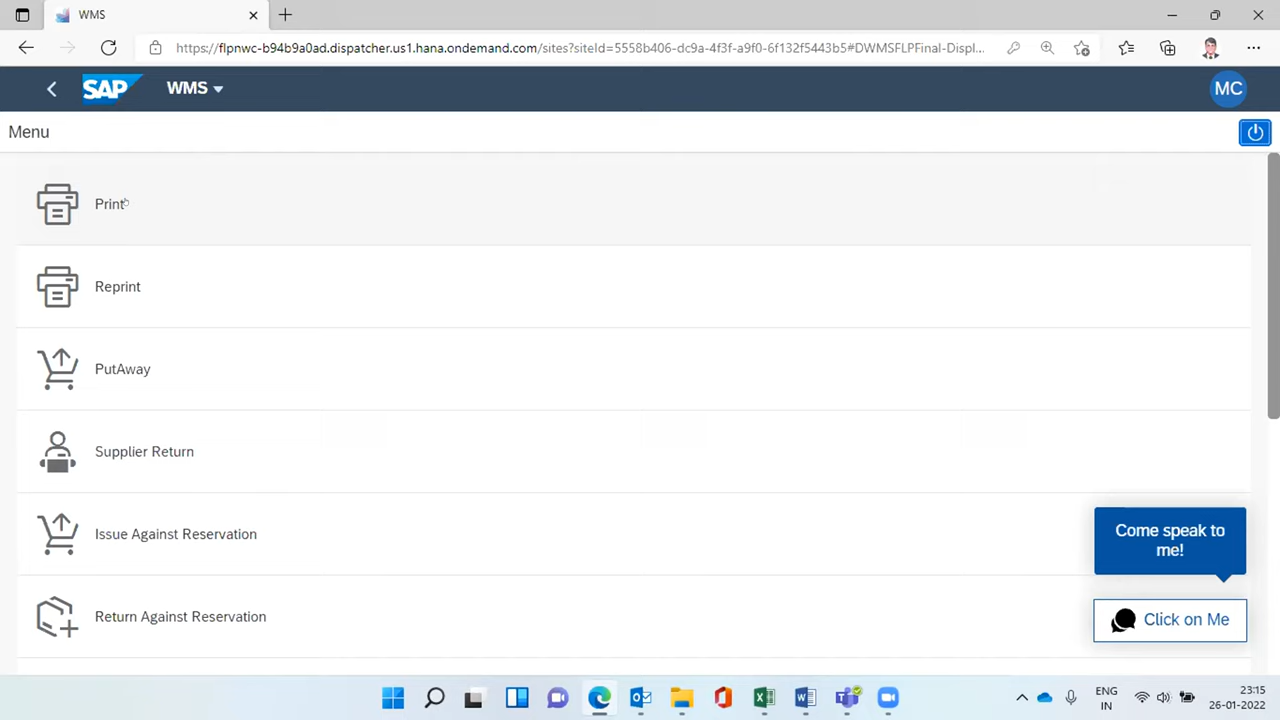 WMS
https://flpnwc-b94b9a0ad.dispatcher.us1.hana.ondemand.com/sites?siteId=5558b406-dc9a-4f3f-a9f0-6f132f5443b5#DWMSFLPFinal-Displ...
SAP
WMS
MC
Menu
Print
Reprint
PutAway
Supplier Return
Issue Against Reservation
Come speak to
me!
Return Against Reservation
Click on Me
ENG
IN
23:15
26-01-2022